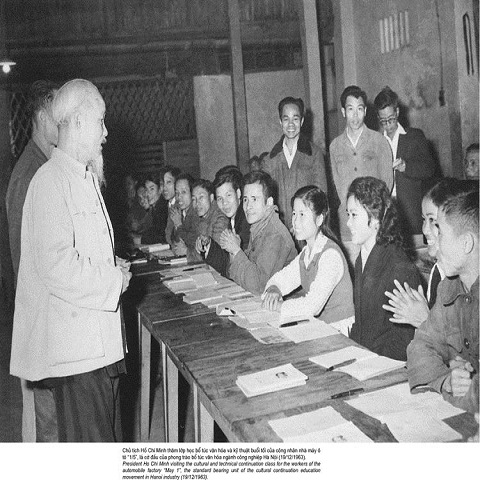 Chủ tịch Hồ Chí Minh thăm lớp học bổ túc văn hóa và kỹ thuật buổi tối của công nhân nhà máy ô
tô "1/5", lá cờ đầu của phong trào bổ túc văn hóa ngành công nghiệp Hà Nội (19/12/1963).
President Ho Chi Minh visiting the cultural and technical continuation class for the workers of the
automobile factory "May 1", the standard bearing unit of the cultural continuation education
movement in Hanoi industry (19/12/1963).